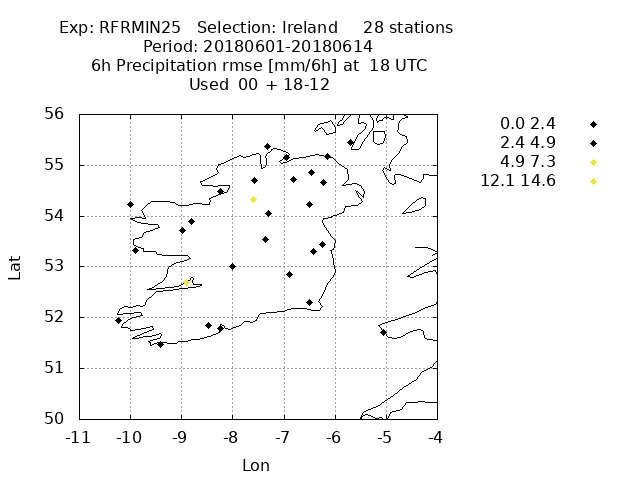 Exp: RFRMIN25   Selection: Ireland     28 stations
Period: 20180601-20180614
6h Precipitation rmse [mm/6h] at  18 UTC
Used  00 + 18-12
0.0 2.4
2.4 4.9
4.9 7.3
12.1 14.6
56
55
54
53
52
51
50
Lat
-11 -10 -9 -8 -7 -6 -5 -4
Lon